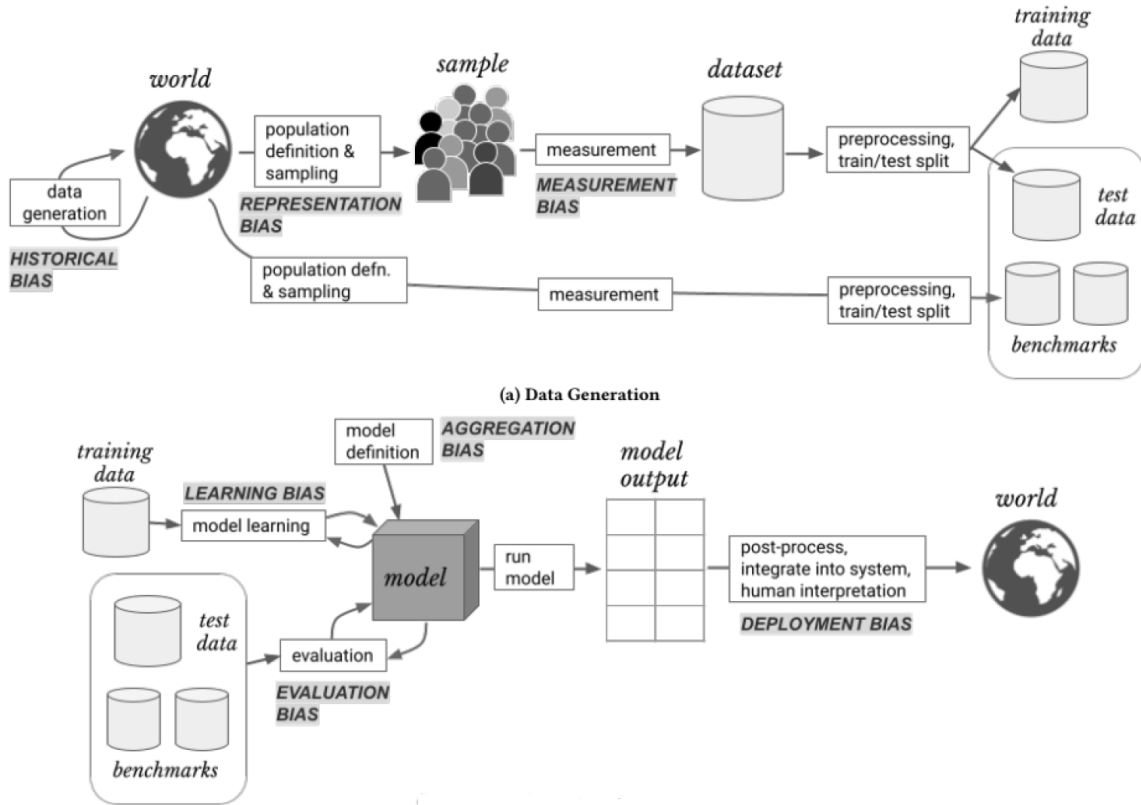 training
data
sample
dataset
world
population
definition &
sampling
preprocessing,
train/test split
measurement
MEASUREMENT
BIAS
data
generation
REPRESENTATION
BIAS
test
data
HISTORICAL
BIAS
population defn.
& sampling
measurement
preprocessing,
train/test split
benchmarks
(a) Data Generation
model
definition
AGGREGATION
BIAS
training
data
model
output
LEARNING BIAS
world
model learning
run
model
post-process,
integrate into system,
human interpretation
model
DEPLOYMENT BIAS
test
data
evaluation
EVALUATION
BIAS
benchmarks